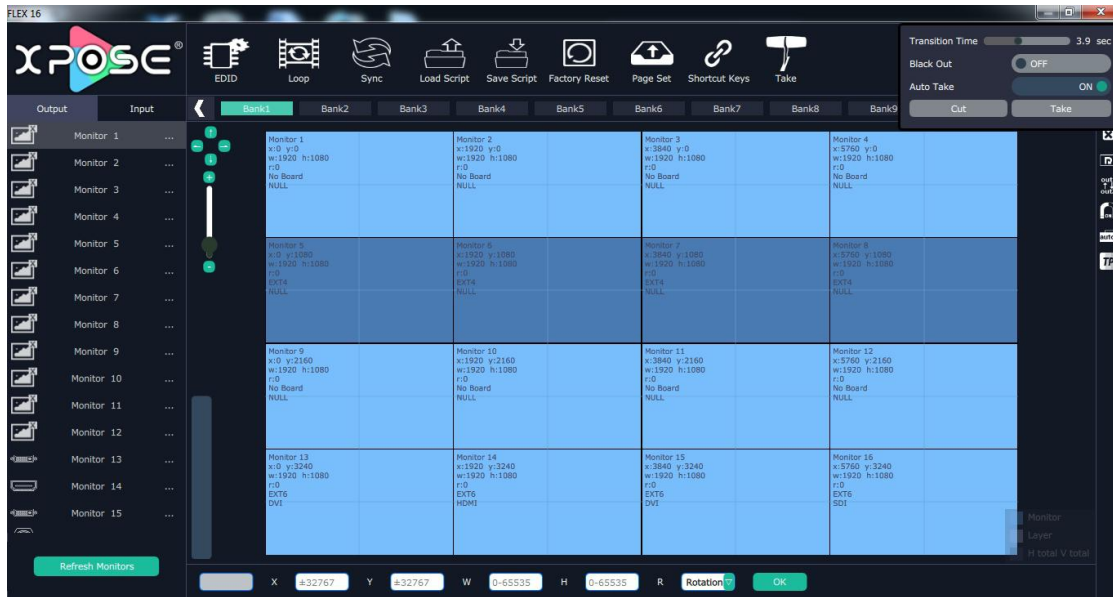 FLEX 16
XPOSE®
EDID
Loop
Sync
Load Script
Save Script
Factory Reset
Page Set
Shortcut Keys
Take
Transition Time 3.9 sec
Black Out OFF
Auto Take ON
Cut Take
Output Input
Bank1 Bank2 Bank3 Bank4 Bank5 Bank6 Bank7 Bank8 Bank9
Monitor 1 ...
Monitor 2 ...
Monitor 3 ...
Monitor 4 ...
Monitor 5 ...
Monitor 6 ...
Monitor 7 ...
Monitor 8 ...
Monitor 9 ...
Monitor 10 ...
Monitor 11 ...
Monitor 12 ...
Monitor 13 ...
Monitor 14 ...
Monitor 15 ...
Refresh Monitors
Monitor 1
x:0 y:0
w:1920 h:1080
r:0
No Board
NULL
Monitor 2
x:1920 y:0
w:1920 h:1080
r:0
No Board
NULL
Monitor 3
x:3840 y:0
w:1920 h:1080
r:0
No Board
NULL
Monitor 4
x:5760 y:0
w:1920 h:1080
r:0
No Board
NULL
Monitor 5
x:0 y:1080
w:1920 h:1080
r:0
EXT4
NULL
Monitor 6
x:1920 y:1080
w:1920 h:1080
r:0
EXT4
NULL
Monitor 7
x:3840 y:1080
w:1920 h:1080
r:0
EXT4
NULL
Monitor 8
x:5760 y:1080
w:1920 h:1080
r:0
EXT4
NULL
Monitor 9
x:0 y:2160
w:1920 h:1080
r:0
No Board
NULL
Monitor 10
x:1920 y:2160
w:1920 h:1080
r:0
No Board
NULL
Monitor 11
x:3840 y:2160
w:1920 h:1080
r:0
No Board
NULL
Monitor 12
x:5760 y:2160
w:1920 h:1080
r:0
No Board
NULL
Monitor 13
x:0 y:3240
w:1920 h:1080
r:0
EXT6
DVI
Monitor 14
x:1920 y:3240
w:1920 h:1080
r:0
EXT6
HDMI
Monitor 15
x:3840 y:3240
w:1920 h:1080
r:0
EXT6
DVI
Monitor 16
x:5760 y:3240
w:1920 h:1080
r:0
EXT6
SDI
out
out
auto
TP
Monitor
Layer
H total V total
X ±32767 Y ±32767 W 0-65535 H 0-65535 R Rotation OK